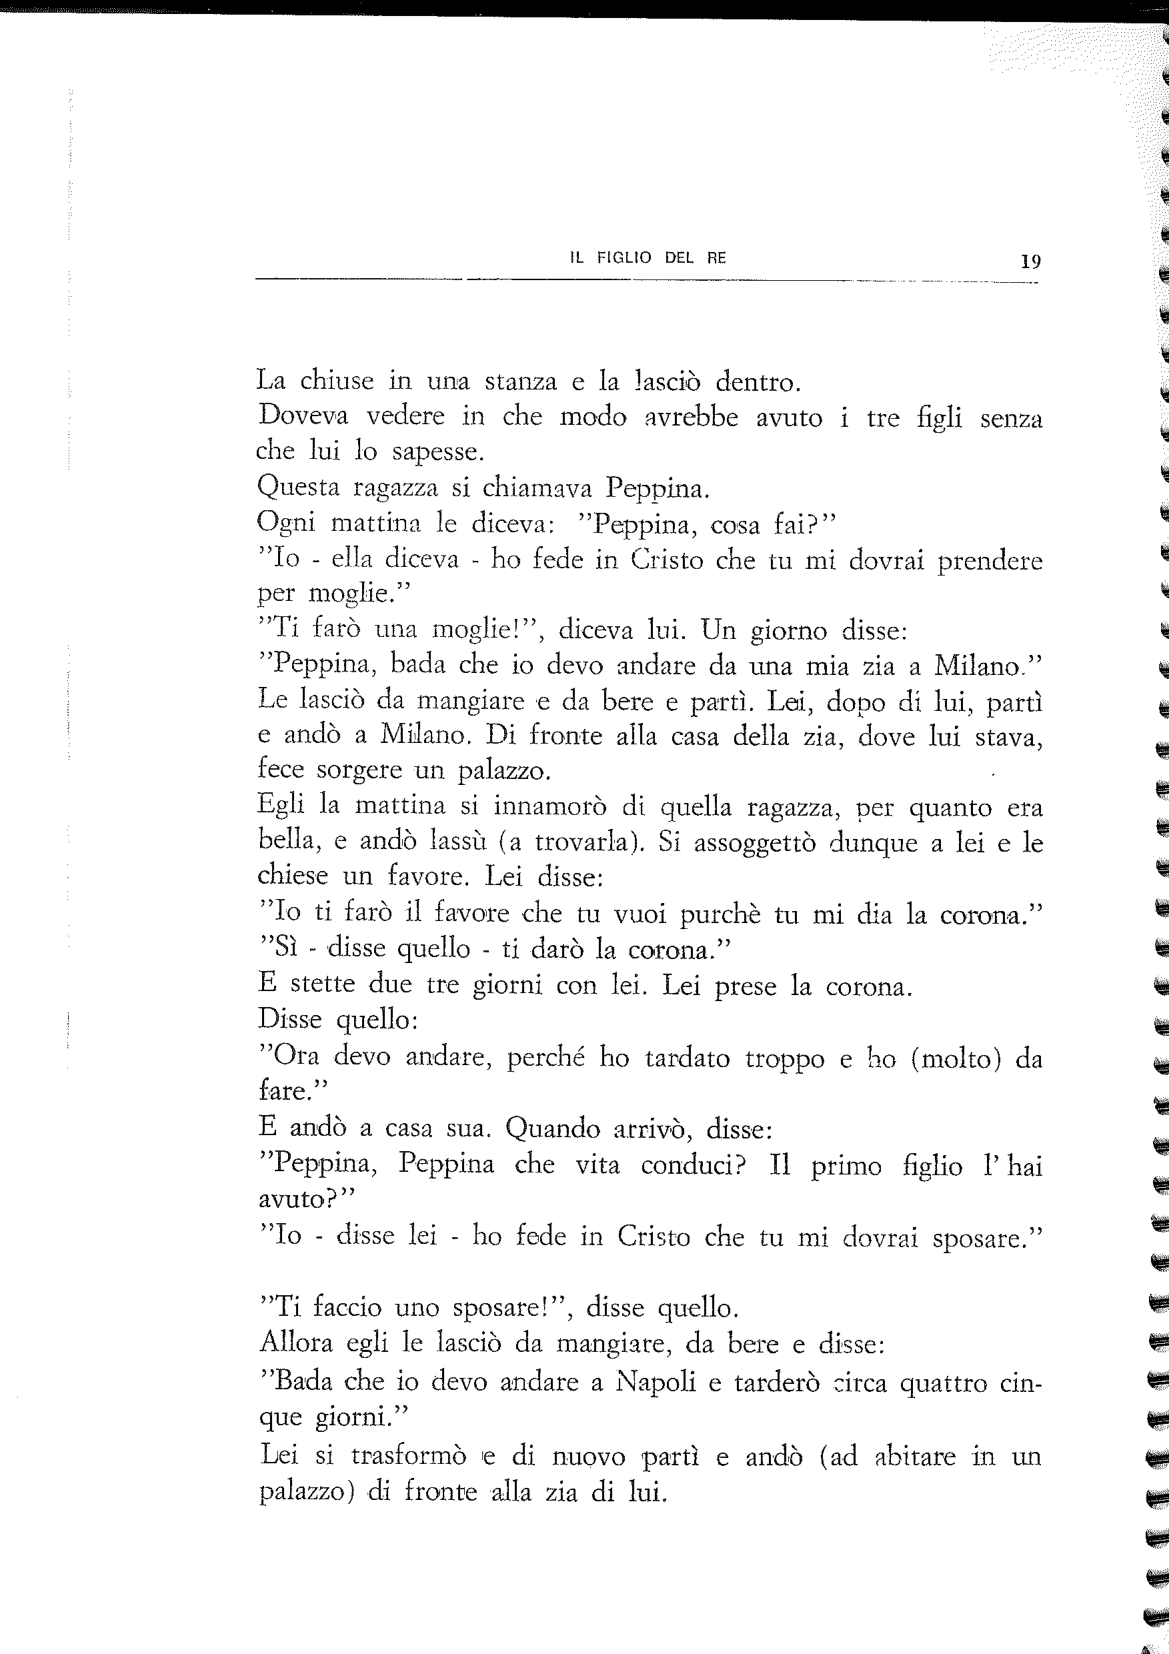 IL FIGLIO DEL RE 19
La chiuse in una stanza e la lasciò dentro.
Doveva vedere in che modo avrebbe avuto i tre figli senza
che lui lo sapesse.
Questa ragazza si chiamava Peppina.
Ogni mattina le diceva: ”Peppina, cosa fai?”
”Io - ella diceva - ho fede in Cristo che tu mi dovrai prendere
per moglie.”
”Ti farò una moglie!”, diceva lui. Un giorno disse:
”Peppina, bada che io devo andare da una mia zia a Milano.”
Le lasciò da mangiare e da bere e partì. Lei, dopo di lui, partì
e andò a Milano. Di fronte alla casa della zia, dove lui stava,
fece sorgere un palazzo.
Egli la mattina si innamorò di quella ragazza, per quanto era
bella, e andò lassù (a trovarla). Si assoggettò dunque a lei e le
chiese un favore. Lei disse:
”Io ti farò il favore che tu vuoi purchè tu mi dia la corona.”
”Sì - disse quello - ti darò la corona.”
E stette due tre giorni con lei. Lei prese la corona.
Disse quello:
”Ora devo andare, perché ho tardato troppo e ho (molto) da
fare.”
E andò a casa sua. Quando arrivò, disse:
”Peppina, Peppina che vita conduci? Il primo figlio l’ hai
avuto?”
”Io - disse lei - ho fede in Cristo che tu mi dovrai sposare.”
”Ti faccio uno sposare!”, disse quello.
Allora egli le lasciò da mangiare, da bere e disse:
”Bada che io devo andare a Napoli e tarderò circa quattro cin-
que giorni.”
Lei si trasformò e di nuovo partì e andò (ad abitare in un
palazzo) di fronte alla zia di lui.